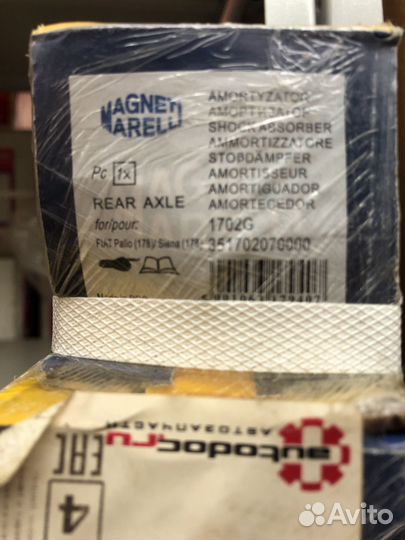 MAGNETI
MARELLI
AMORTYZATOR
SHOCK ABSORBER
AMMORTIZZATORE
STOßDÄMPFER
Pc 1x
AMORTISSEUR
AMORTIGUADOR
REAR AXLE
AMORTECEDOR
for/pour:
1702G
FIAT Palio (178) / Siena (178
351702070000
autodoc.ru
АВТОЗАПЧАСТИ
EAC
4
Avito